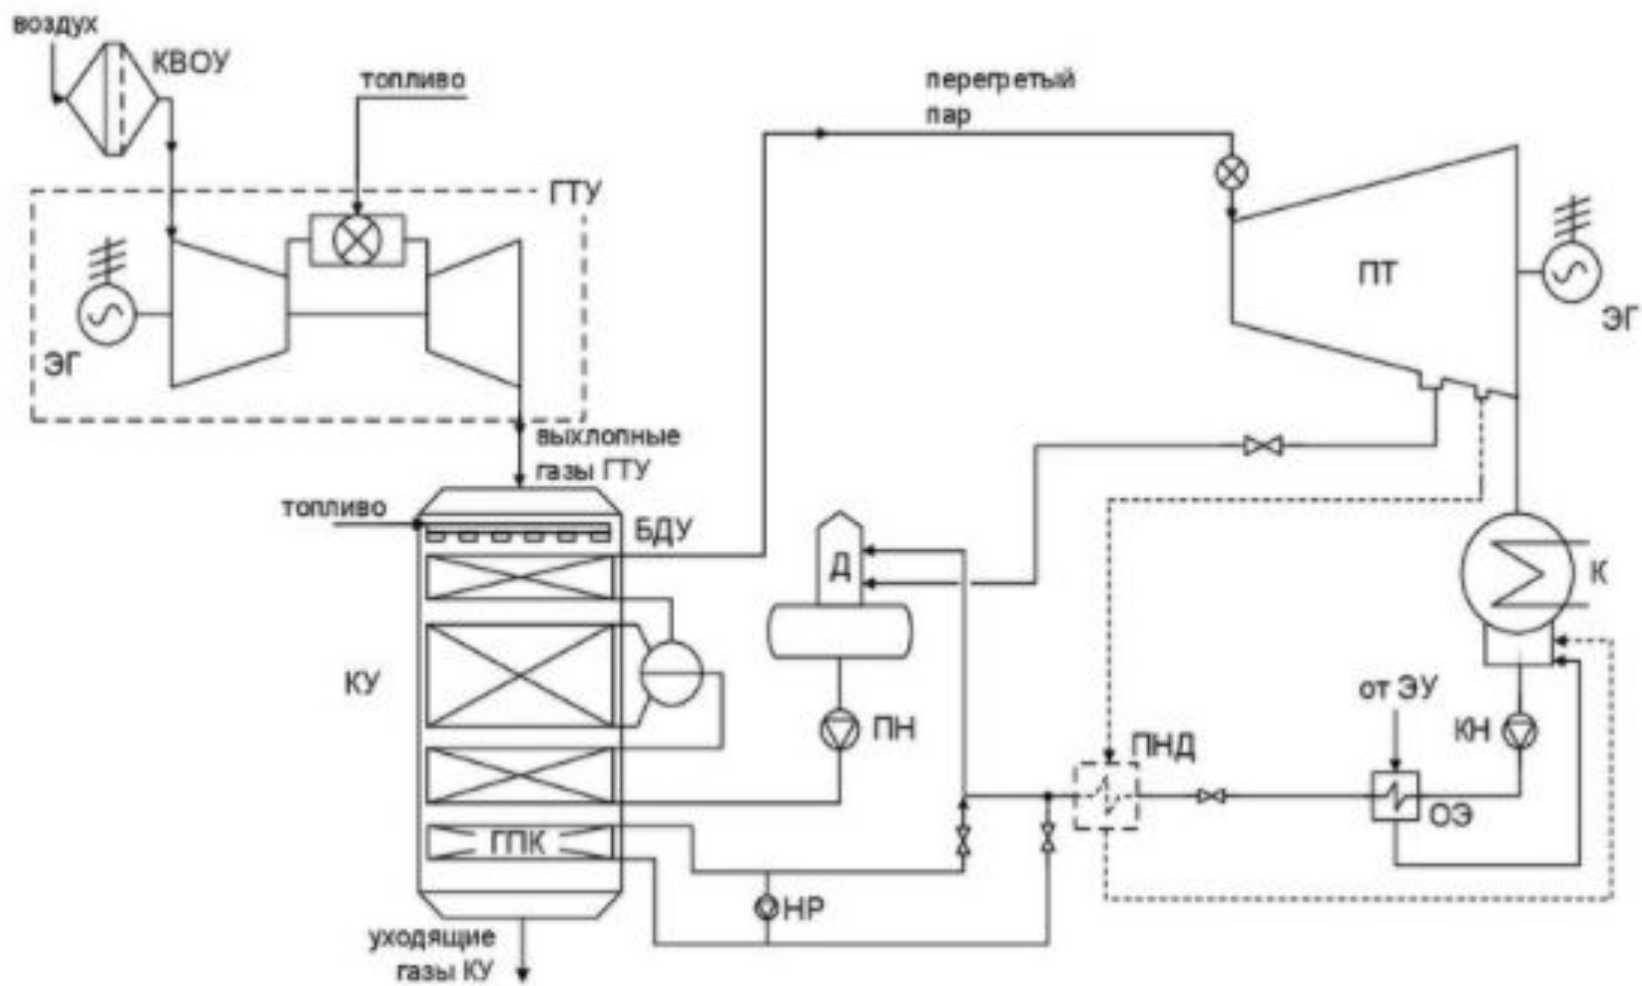 воздух
КВОУ
топливо
перегретый
пар
ГТУ
ЭГ
ПТ
ЭГ
выхлопные
газы ГТУ
топливо
БДУ
Д
К
КУ
от ЭУ
ПН
ПНД
КН
ОЭ
ГПК
НР
уходящие
газы КУ